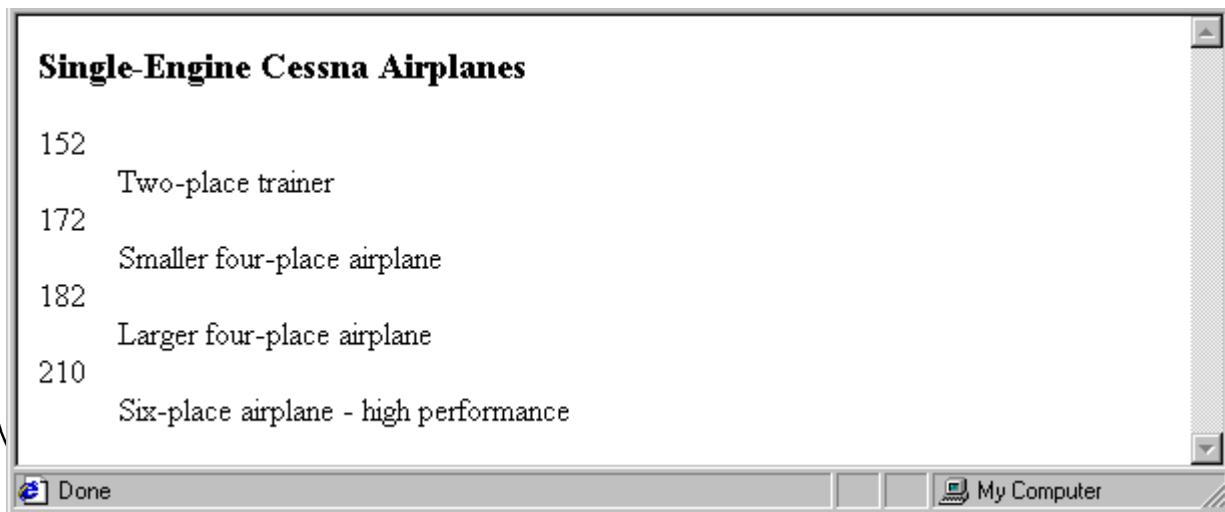 Single-Engine Cessna Airplanes
152
Two-place trainer
172
Smaller four-place airplane
182
Larger four-place airplane
210
Six-place airplane - high performance
Done
My Computer